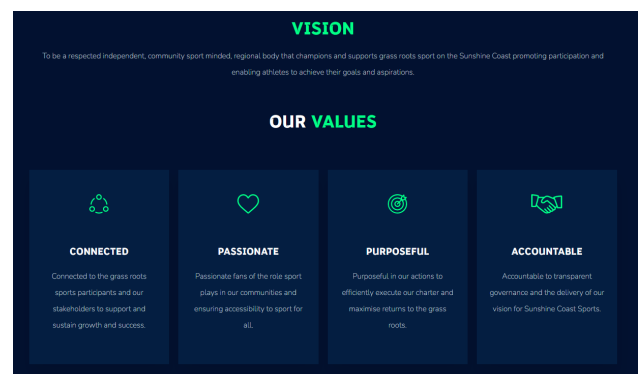 VISION
To be a respected independent, community sport minded, regional body that champions and supports grass roots sport on the Sunshine Coast promoting participation and
enabling athletes to achieve their goals and aspirations.
OUR VALUES
CONNECTED
Connected to the grass roots
sports participants and our
stakeholders to support and
sustain growth and success.
PASSIONATE
Passionate fans of the role sport
plays in our communities and
ensuring accessibility to sport for
all.
PURPOSEFUL
Purposeful in our actions to
efficiently execute our charter and
maximise returns to the grass
roots.
ACCOUNTABLE
Accountable to transparent
governance and the delivery of our
vision for Sunshine Coast Sports.